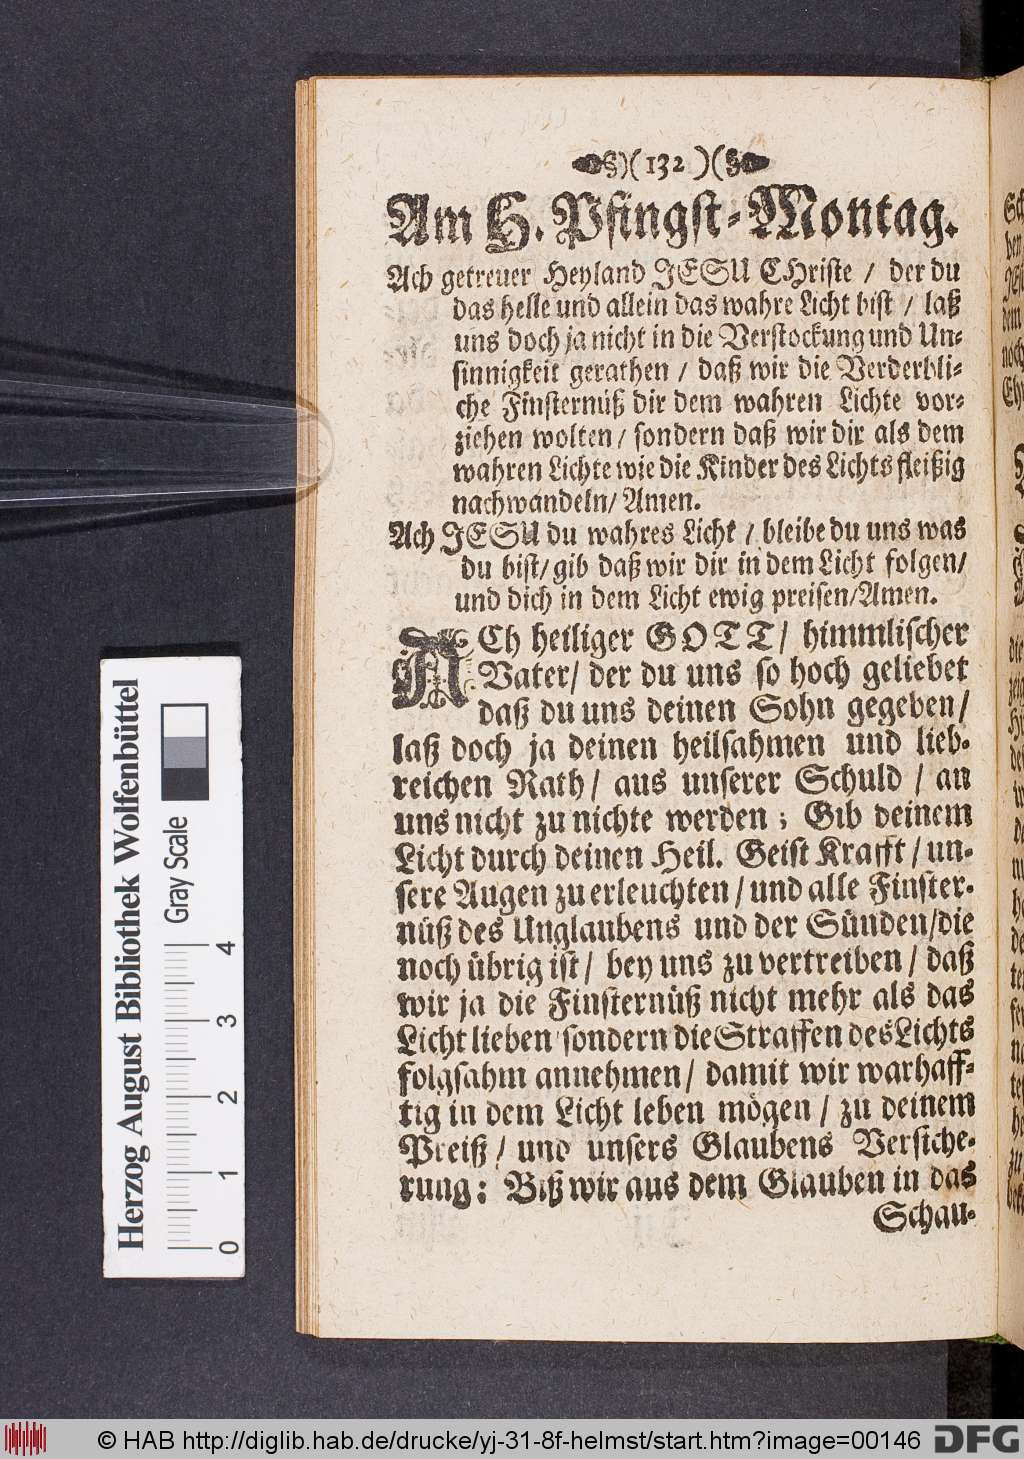 §)( 132 )(§
Am H. Pfingst-Montag.
Ach getreuer Heyland JESU CHriste / der du
das helle und allein das wahre Licht bist / laß
uns doch ja nicht in die Verstockung und Un-
sinnigkeit gerathen / daß wir die Verderbli-
che Finsternüß dir dem wahren Lichte vor-
ziehen wolten / sondern daß wir dir als dem
wahren Lichte wie die Kinder des Lichts fleißig
nachwandeln / Amen.
Ach JESU du wahres Licht / bleibe du uns was
du bist / gib daß wir dir in dem Licht folgen /
und dich in dem Licht ewig preisen / Amen.
ACh heiliger GOTT / himmlischer
Vater / der du uns so hoch geliebet
daß du uns deinen Sohn gegeben /
laß doch ja deinen heilsahmen und lieb-
reichen Rath / aus unserer Schuld / an
uns nicht zu nichte werden ; Gib deinem
Licht durch deinen Heil. Geist Krafft / un-
sere Augen zu erleuchten / und alle Finster-
nüß des Unglaubens und der Sünden / die
noch übrig ist / bey uns zu vertreiben / daß
wir ja die Finsternüß nicht mehr als das
Licht lieben sondern die Straffen des Lichts
folgsahm annehmen / damit wir warhaff-
tig in dem Licht leben mögen / zu deinem
Preiß / und unsers Glaubens Versiche-
rung : Biß wir aus dem Glauben in das
Schau-
Herzog August Bibliothek Wolfenbüttel
Gray Scale
0 1 2 3 4
© HAB http://diglib.hab.de/drucke/yj-31-8f-helmst/start.htm?image=00146
DFG